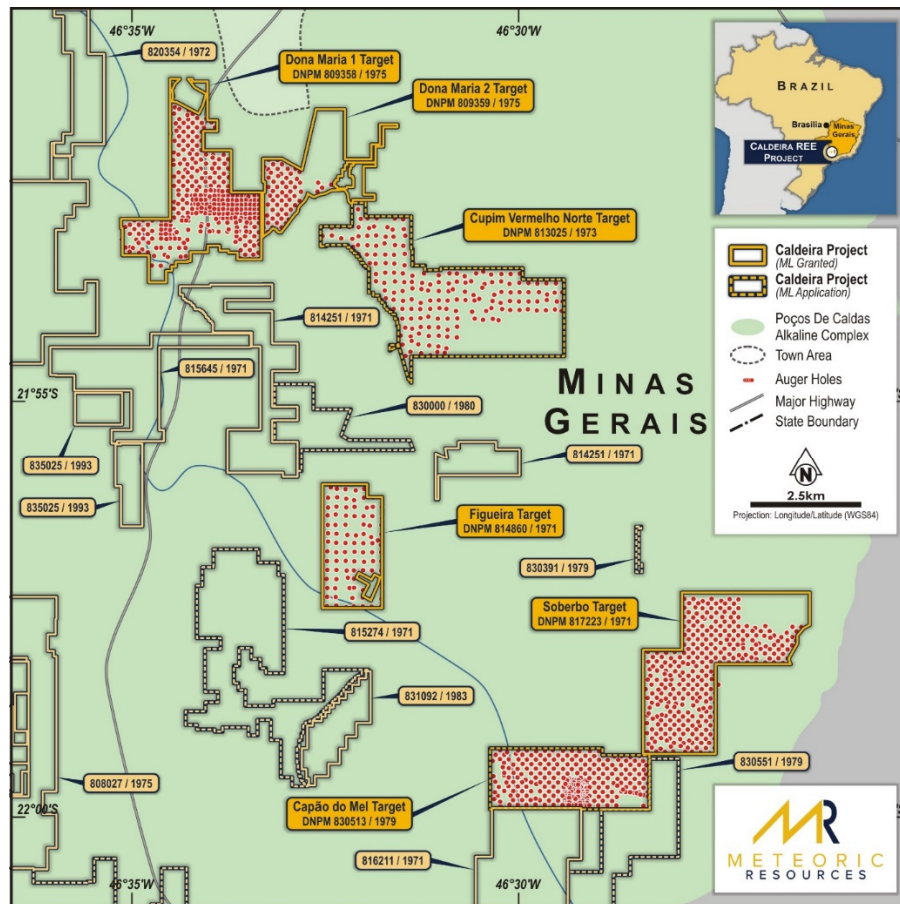 46°35'W
46°30'W
820354 / 1972
Dona Maria 1 Target
DNPM 809358 / 1975
Dona Maria 2 Target
DNPM 809359 / 1975
Cupim Vermelho Norte Target
DNPM 813025 / 1973
814251 / 1971
815645 / 1971
21°55'S
MINAS
GERAIS
830000 / 1980
835025 / 1993
814251 / 1971
835025 / 1993
Figueira Target
DNPM 814860 / 1971
830391 / 1979
Soberbo Target
DNPM 817223 / 1971
815274 / 1971
831092 / 1983
808027 / 1975
830551 / 1979
22°00'S
Capão do Mel Target
DNPM 830513 / 1979
816211 / 1971
46°35'W
46°30'W
BRAZIL
Brasília
Minas
Gerais
CALDEIRA REE
PROJECT
Caldeira Project
(ML Granted)
Caldeira Project
(ML Application)
Poços De Caldas
Alkaline Complex
Town Area
Auger Holes
Major Highway
State Boundary
N
2.5km
Projection: Longitude/Latitude (WGS84)
MR
METEORIC
RESOURCES